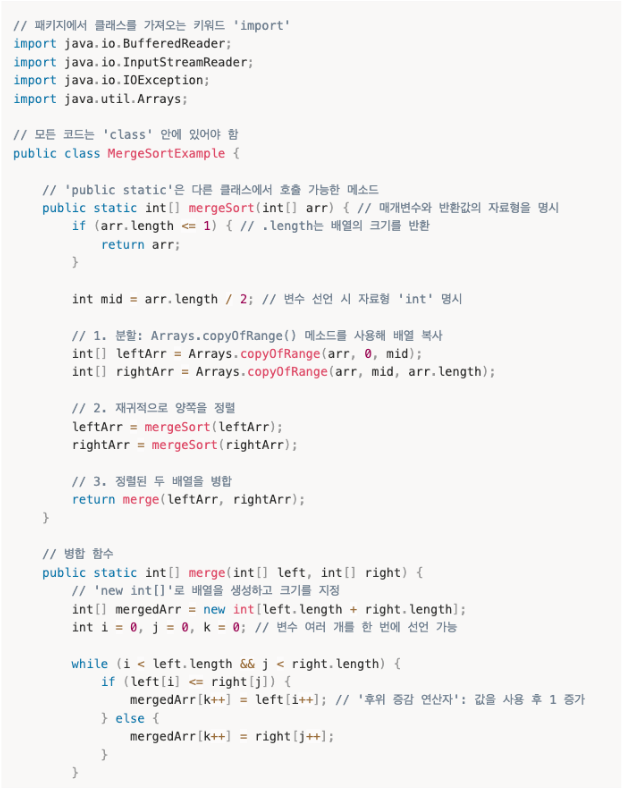 // 패키지에서 클래스를 가져오는 키워드 'import'
import java.io.BufferedReader;
import java.io.InputStreamReader;
import java.io.IOException;
import java.util.Arrays;

// 모든 코드는 'class' 안에 있어야 함
public class MergeSortExample {

    // 'public static'은 다른 클래스에서 호출 가능한 메소드
    public static int[] mergeSort(int[] arr) { // 매개변수와 반환값의 자료형을 명시
        if (arr.length <= 1) { // .length는 배열의 크기를 반환
            return arr;
        }

        int mid = arr.length / 2; // 변수 선언 시 자료형 'int' 명시

        // 1. 분할: Arrays.copyOfRange() 메소드를 사용해 배열 복사
        int[] leftArr = Arrays.copyOfRange(arr, 0, mid);
        int[] rightArr = Arrays.copyOfRange(arr, mid, arr.length);

        // 2. 재귀적으로 양쪽을 정렬
        leftArr = mergeSort(leftArr);
        rightArr = mergeSort(rightArr);

        // 3. 정렬된 두 배열을 병합
        return merge(leftArr, rightArr);
    }

    // 병합 함수
    public static int[] merge(int[] left, int[] right) {
        // 'new int[]'로 배열을 생성하고 크기를 지정
        int[] mergedArr = new int[left.length + right.length];
        int i = 0, j = 0, k = 0; // 변수 여러 개를 한 번에 선언 가능

        while (i < left.length && j < right.length) {
            if (left[i] <= right[j]) {
                mergedArr[k++] = left[i++]; // '후위 증감 연산자': 값을 사용 후 1 증가
            } else {
                mergedArr[k++] = right[j++];
            }
        }